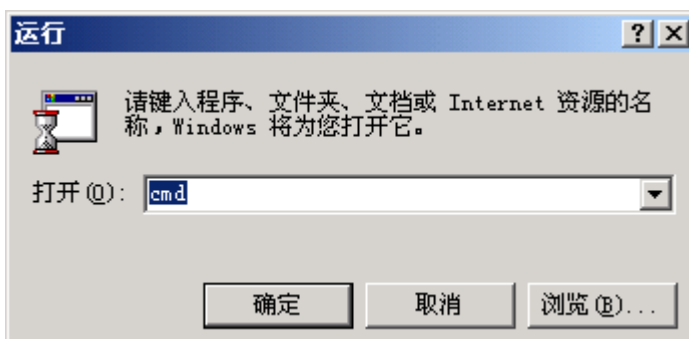 运行
请键入程序、文件夹、文档或 Internet 资源的名
称，Windows 将为您打开它。
打开(O): cmd
确定 取消 浏览(B)...